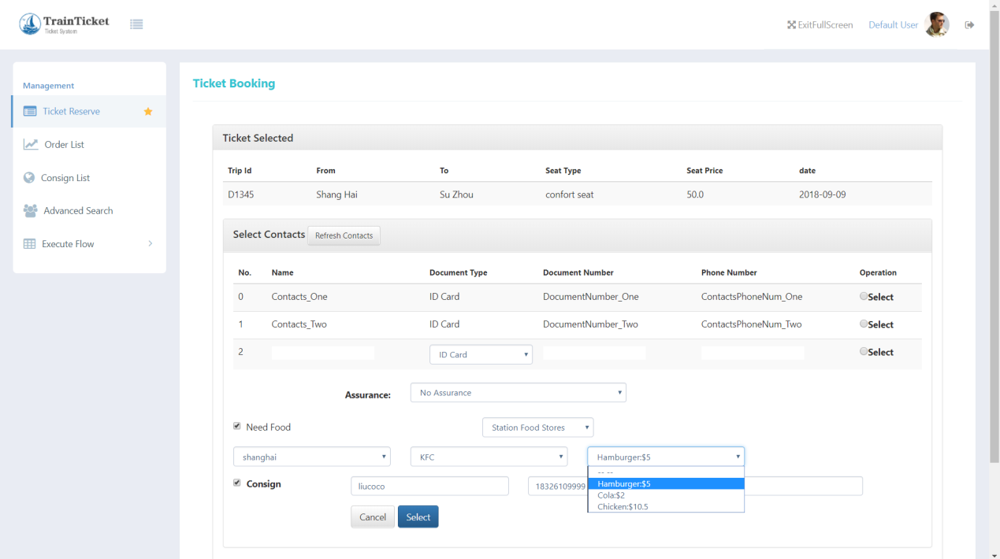 TrainTicket
Ticket System
ExitFullScreen Default User
Management
Ticket Reserve
Order List
Consign List
Advanced Search
Execute Flow
Ticket Booking
Ticket Selected
Trip Id From To Seat Type Seat Price date
D1345 Shang Hai Su Zhou confort seat 50.0 2018-09-09
Select Contacts Refresh Contacts
No. Name Document Type Document Number Phone Number Operation
0 Contacts_One ID Card DocumentNumber_One ContactsPhoneNum_One Select
1 Contacts_Two ID Card DocumentNumber_Two ContactsPhoneNum_Two Select
2 ID Card Select
Assurance: No Assurance
Need Food Station Food Stores
shanghai KFC Hamburger:$5
-- --
Hamburger:$5
Cola:$2
Chicken:$10.5
Consign liucoco 18326109999
Cancel Select